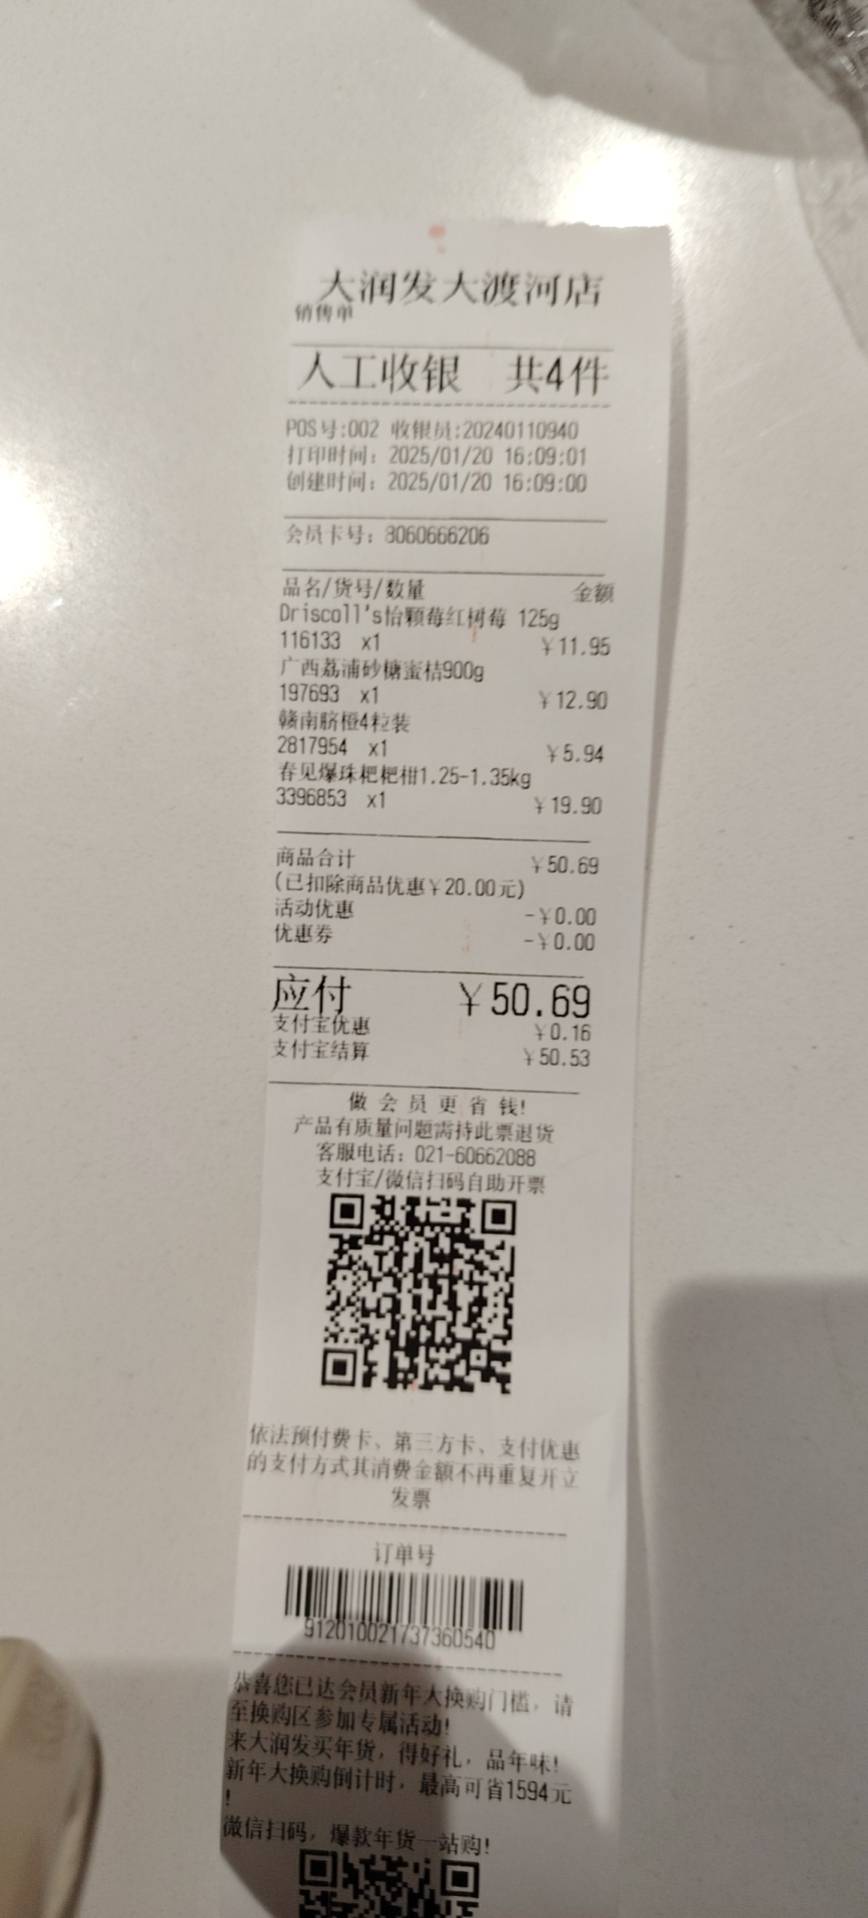 大润发大渡河店
销售单
人工收银 共4件
POS号:002 收银员:20240110940
打印时间: 2025/01/20 16:09:01
创建时间: 2025/01/20 16:09:00
会员卡号: 8060666206
品名/货号/数量 金额
Driscoll's怡颗莓红树莓 125g
116133 x1 ¥11.95
广西荔浦砂糖蜜桔900g
197693 x1 ¥12.90
赣南脐橙4粒装
2817954 x1 ¥5.94
春见爆珠粑粑柑1.25-1.35kg
3396853 x1 ¥19.90
商品合计 ¥50.69
(已扣除商品优惠¥20.00元)
活动优惠 -¥0.00
优惠券 -¥0.00
应付 ¥50.69
支付宝优惠 ¥0.16
支付宝结算 ¥50.53
做会员更省钱!
产品有质量问题需持此票退货
客服电话: 021-60662088
支付宝/微信扫码自助开票
依法预付费卡、第三方卡、支付优惠
的支付方式其消费金额不再重复开立
发票
订单号
912010021737360540
恭喜您已达会员新年大换购门槛，请
至换购区参加专属活动!
来大润发买年货，得好礼，品年味!
新年大换购倒计时，最高可省1594元
!
微信扫码，爆款年货一站购!